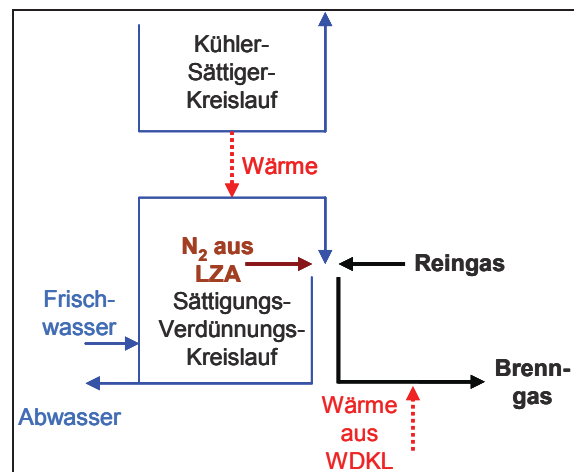 Kühler-
Sättiger-
Kreislauf
Wärme
N₂ aus
LZA
Reingas
Sättigungs-
Verdünnungs-
Kreislauf
Frisch-
wasser
Abwasser
Brenn-
gas
Wärme
aus
WDKL